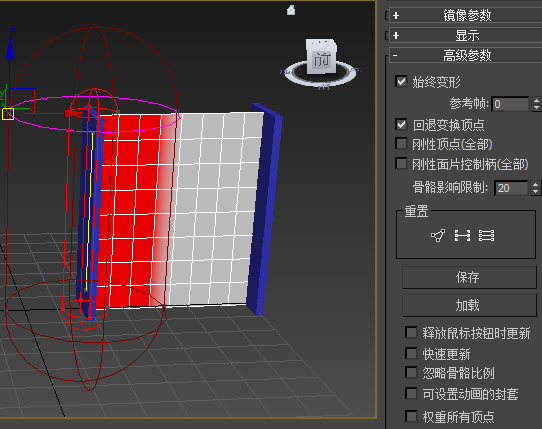 前
+ 镜像参数
+ 显示
- 高级参数
始终变形
参考帧: 0
回退变换顶点
刚性顶点(全部)
刚性面片控制柄(全部)
骨骼影响限制: 20
重置
保存
加载
释放鼠标按钮时更新
快速更新
忽略骨骼比例
可设置动画的封套
权重所有顶点